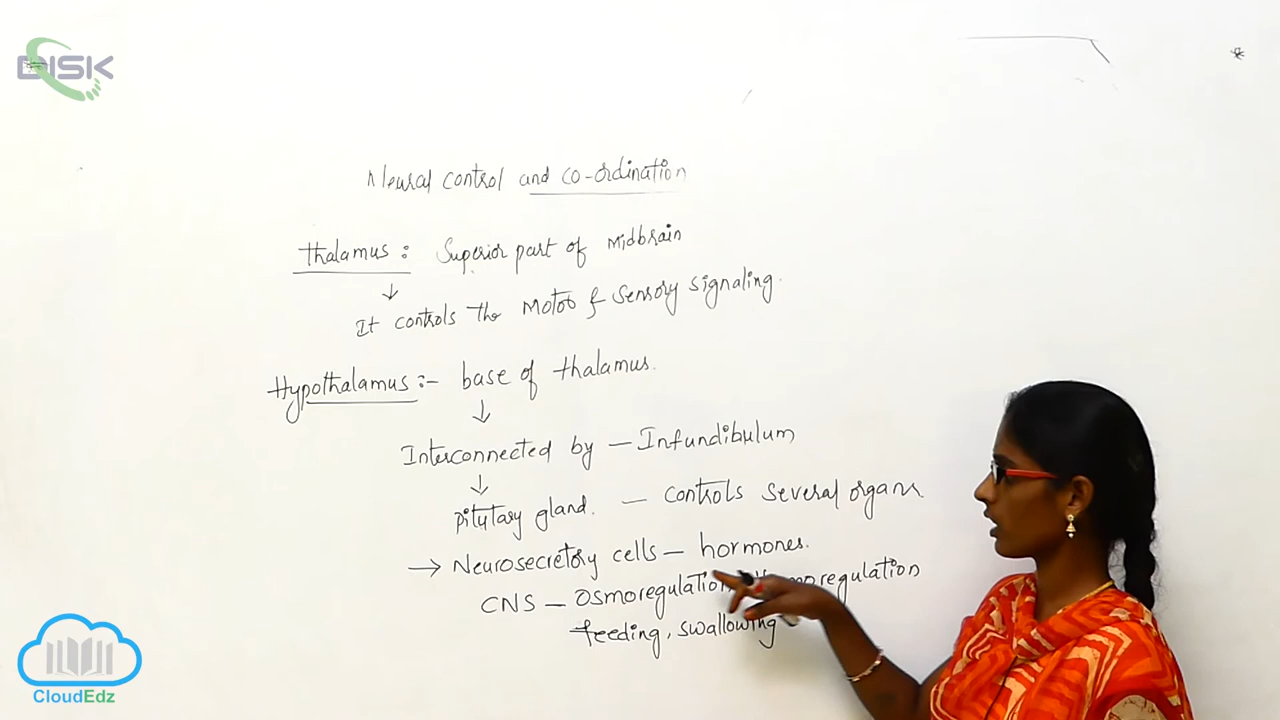 DISK
Neural control and co-ordination
Thalamus : Superior part of Midbrain
↓
It controls the Motor & Sensory signaling.
Hypothalamus :- base of thalamus.
↓
Interconnected by – Infundibulum
↓
Pitutary gland. – controls several organs
→ Neurosecretory cells – hormones.
CNS – Osmoregulation, thermoregulation
feeding, swallowing
CloudEdz